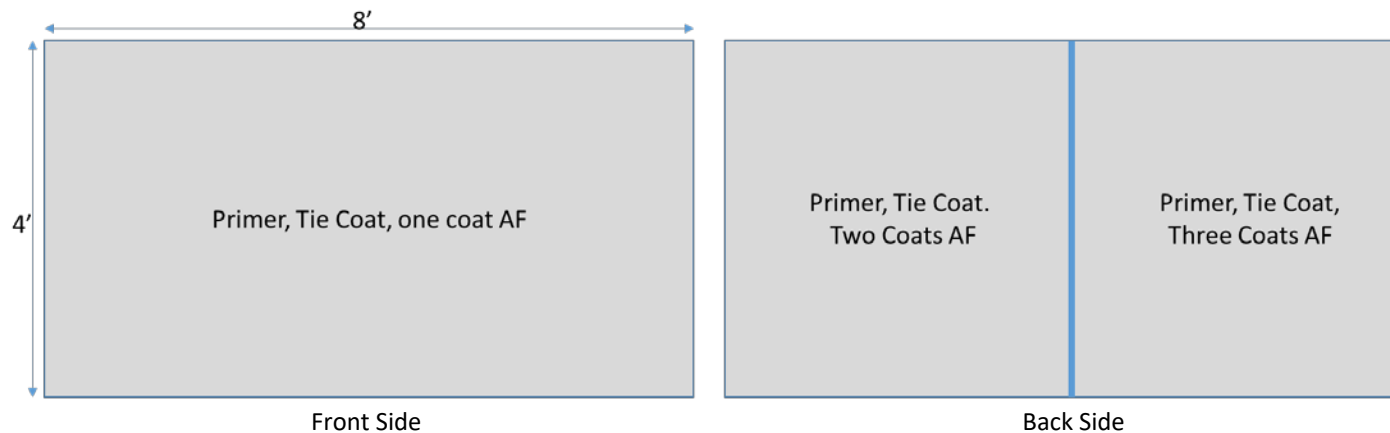 8’
4’
Primer, Tie Coat, one coat AF
Front Side
Primer, Tie Coat.
Two Coats AF
Primer, Tie Coat,
Three Coats AF
Back Side